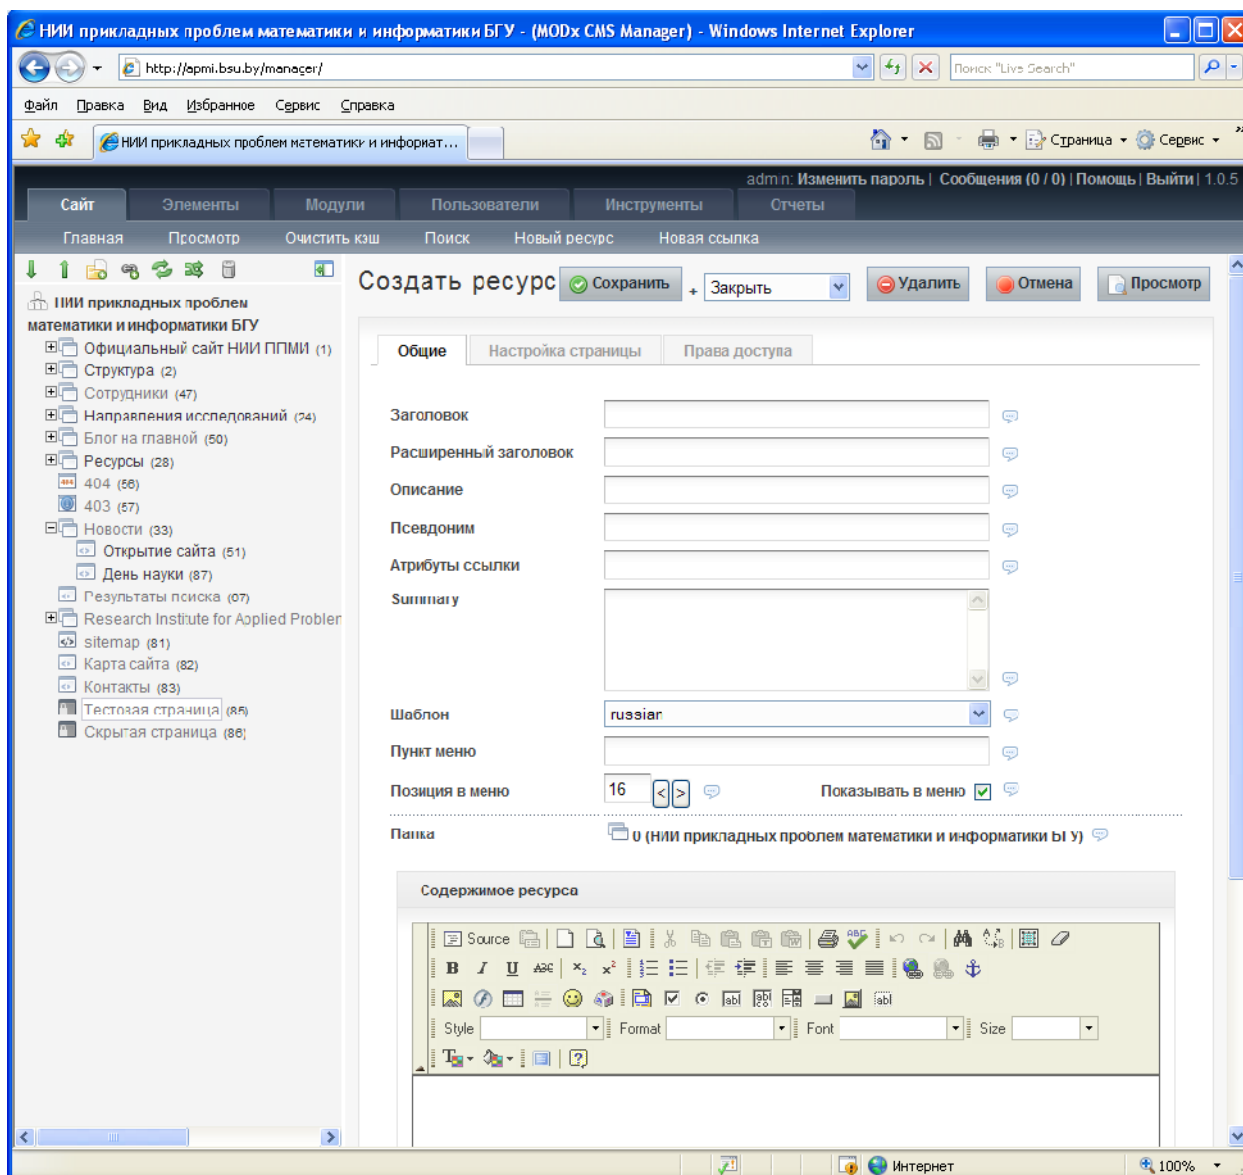 НИИ прикладных проблем математики и информатики БГУ - (MODx CMS Manager) - Windows Internet Explorer
http://apmi.bsu.by/manager/
Поиск "Live Search"
Файл Правка Вид Избранное Сервис Справка
НИИ прикладных проблем математики и информат...
Страница
Сервис
admin: Изменить пароль | Сообщения (0 / 0) | Помощь | Выйти | 1.0.5
Сайт Элементы Модули Пользователи Инструменты Отчеты
Главная Просмотр Очистить кэш Поиск Новый ресурс Новая ссылка
НИИ прикладных проблем
математики и информатики БГУ
Официальный сайт НИИ ППМИ (1)
Структура (2)
Сотрудники (47)
Направления исследований (24)
Блог на главной (50)
Ресурсы (28)
404 (56)
403 (57)
Новости (33)
Открытие сайта (51)
День науки (87)
Результаты поиска (67)
Research Institute for Applied Problem
sitemap (81)
Карта сайта (82)
Контакты (83)
Тестовая страница (85)
Скрытая страница (86)
Создать ресурс
Сохранить + Закрыть Удалить Отмена Просмотр
Общие Настройка страницы Права доступа
Заголовок
Расширенный заголовок
Описание
Псевдоним
Атрибуты ссылки
Summary
Шаблон russian
Пункт меню
Позиция в меню 16 < > Показывать в меню
Папка 0 (НИИ прикладных проблем математики и информатики БГУ)
Содержимое ресурса
Source
B I U ABC x₂ x²
Style Format Font Size
Интернет 100%